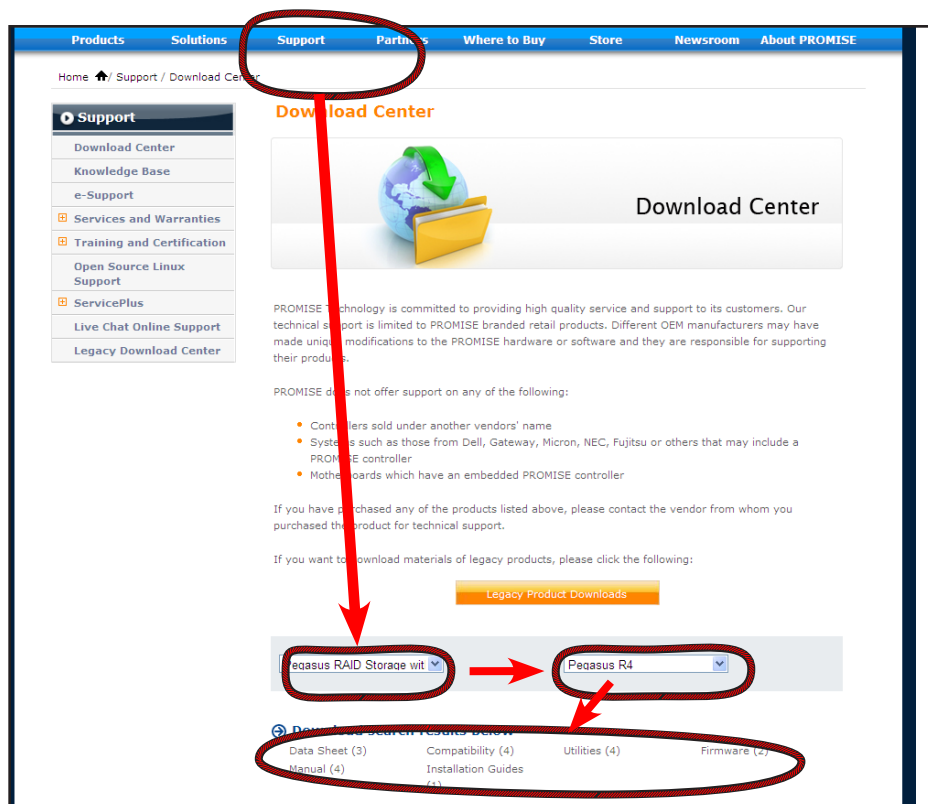 Products Solutions Support Partners Where to Buy Store Newsroom About PROMISE
Home / Support / Download Center
Support
Download Center
Knowledge Base
e-Support
Services and Warranties
Training and Certification
Open Source Linux
Support
ServicePlus
Live Chat Online Support
Legacy Download Center
Download Center
Download Center
PROMISE Technology is committed to providing high quality service and support to its customers. Our
technical support is limited to PROMISE branded retail products. Different OEM manufacturers may have
made unique modifications to the PROMISE hardware or software and they are responsible for supporting
their products.
PROMISE does not offer support on any of the following:
Controllers sold under another vendors' name
Systems such as those from Dell, Gateway, Micron, NEC, Fujitsu or others that may include a
PROMISE controller
Motherboards which have an embedded PROMISE controller
If you have purchased any of the products listed above, please contact the vendor from whom you
purchased the product for technical support.
If you want to download materials of legacy products, please click the following:
Legacy Product Downloads
Pegasus RAID Storage wit Pegasus R4
Download search results below
Data Sheet (3) Compatibility (4) Utilities (4) Firmware (2)
Manual (4) Installation Guides
(1)